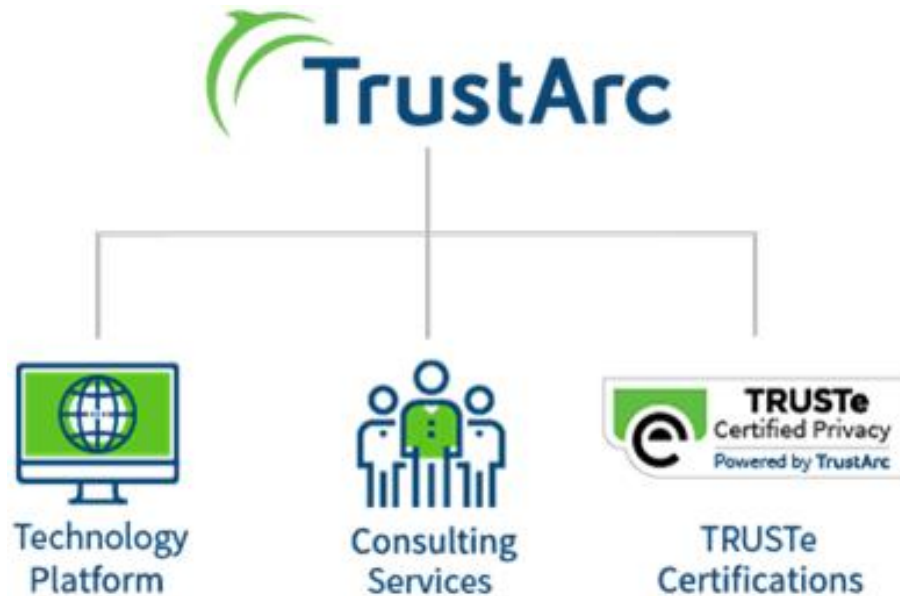 TrustArc
TRUSTe
Certified Privacy
Powered by TrustArc
Technology
Platform
Consulting
Services
TRUSTe
Certifications